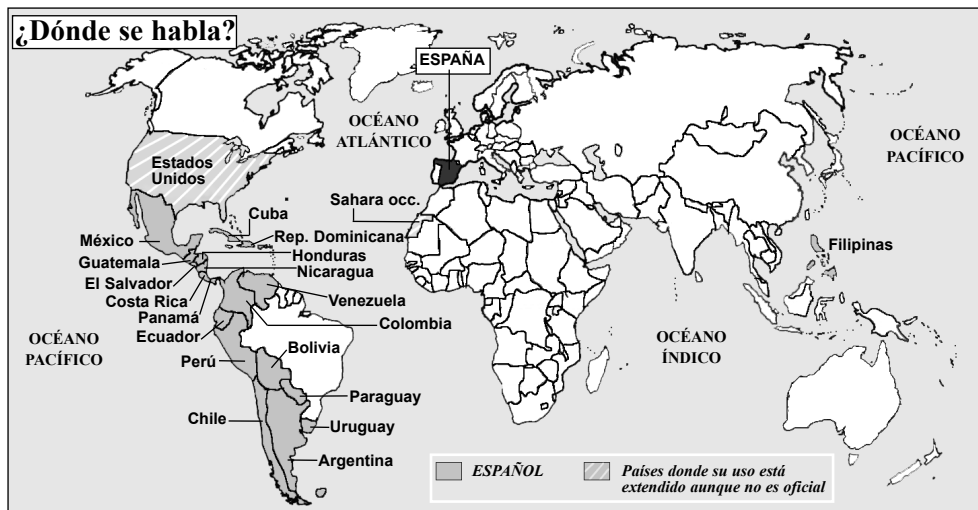 ¿Dónde se habla?
ESPAÑA
OCÉANO
ATLÁNTICO
OCÉANO
PACÍFICO
Estados
Unidos
Sahara occ.
Cuba
México
Rep. Dominicana
Honduras
Guatemala
Nicaragua
El Salvador
Costa Rica
Venezuela
Panamá
Colombia
Ecuador
Filipinas
OCÉANO
PACÍFICO
OCÉANO
ÍNDICO
Bolivia
Perú
Paraguay
Chile
Uruguay
Argentina
ESPAÑOL
Países donde su uso está
extendido aunque no es oficial